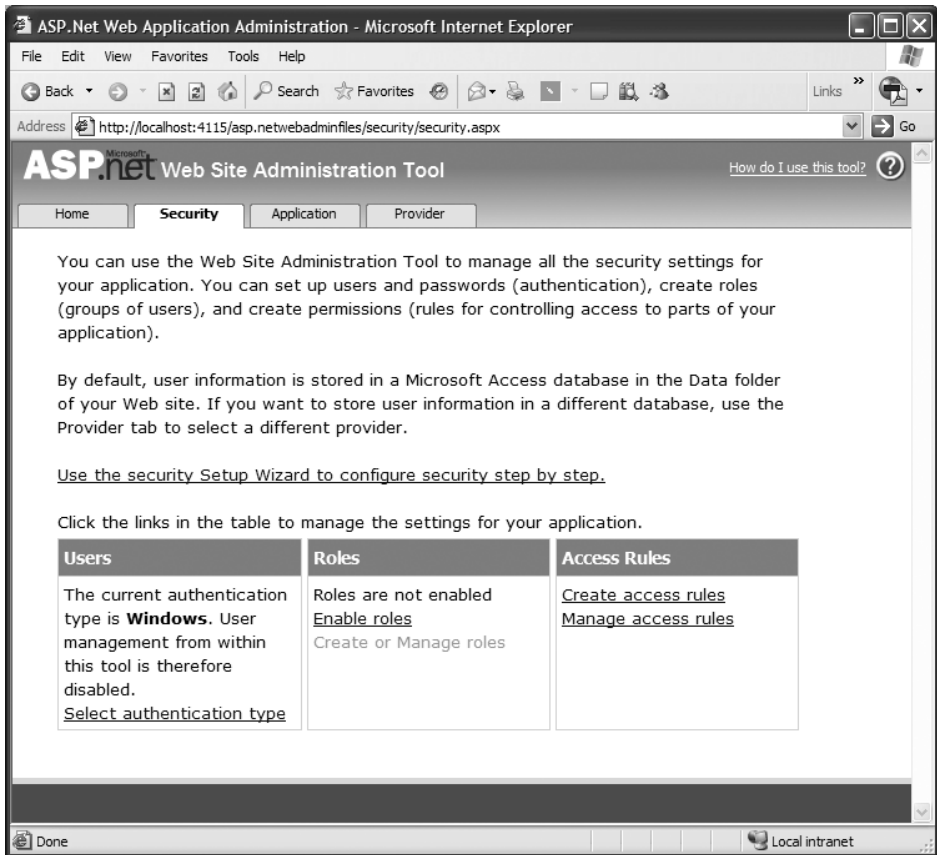 ASP.Net Web Application Administration - Microsoft Internet Explorer
File Edit View Favorites Tools Help
Back Search Favorites Links »
Address http://localhost:4115/asp.netwebadminfiles/security/security.aspx Go
Microsoft
ASP.net Web Site Administration Tool How do I use this tool? ?
Home Security Application Provider
You can use the Web Site Administration Tool to manage all the security settings for
your application. You can set up users and passwords (authentication), create roles
(groups of users), and create permissions (rules for controlling access to parts of your
application).
By default, user information is stored in a Microsoft Access database in the Data folder
of your Web site. If you want to store user information in a different database, use the
Provider tab to select a different provider.
Use the security Setup Wizard to configure security step by step.
Click the links in the table to manage the settings for your application.
Users
The current authentication
type is Windows. User
management from within
this tool is therefore
disabled.
Select authentication type
Roles
Roles are not enabled
Enable roles
Create or Manage roles
Access Rules
Create access rules
Manage access rules
Done Local intranet